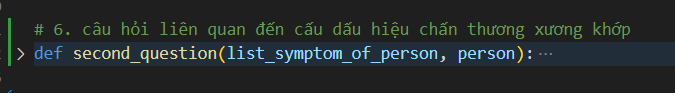 # 6. câu hỏi liên quan đến cấu dấu hiệu chấn thương xương khớp
def second_question(list_symptom_of_person, person):…